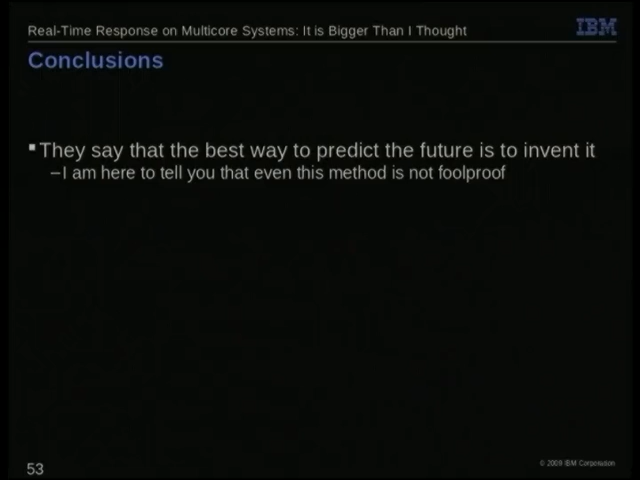 Real-Time Response on Multicore Systems: It is Bigger Than I Thought
IBM
Conclusions
▪They say that the best way to predict the future is to invent it
–I am here to tell you that even this method is not foolproof
53
© 2009 IBM Corporation